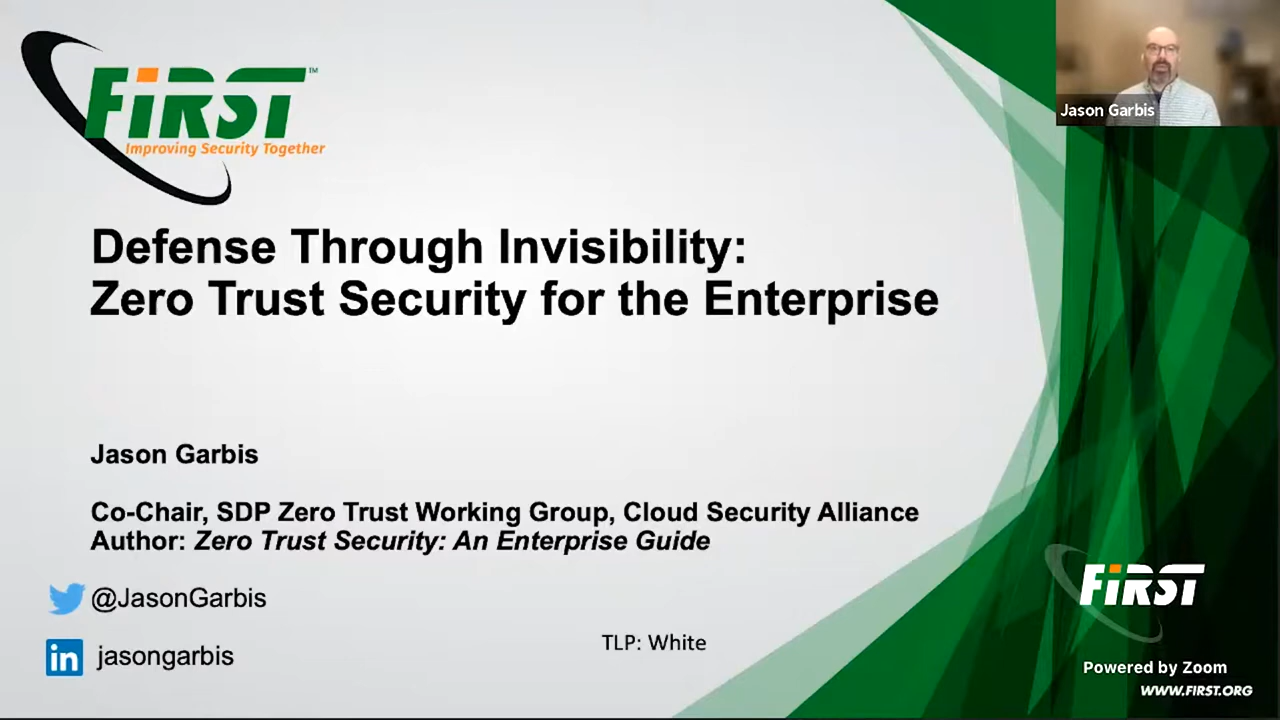 FiRST™
Improving Security Together
Jason Garbis
Defense Through Invisibility:
Zero Trust Security for the Enterprise
Jason Garbis
Co-Chair, SDP Zero Trust Working Group, Cloud Security Alliance
Author: Zero Trust Security: An Enterprise Guide
@JasonGarbis
in jasongarbis
TLP: White
FiRST
Powered by Zoom
WWW.FIRST.ORG